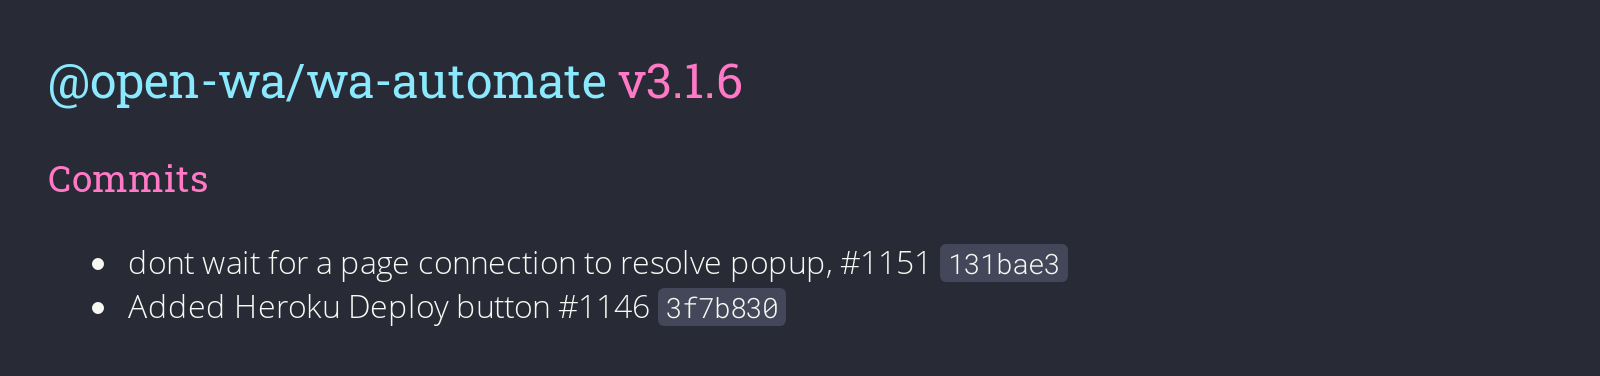 @open-wa/wa-automate v3.1.6
Commits
dont wait for a page connection to resolve popup, #1151 131bae3
Added Heroku Deploy button #1146 3f7b830